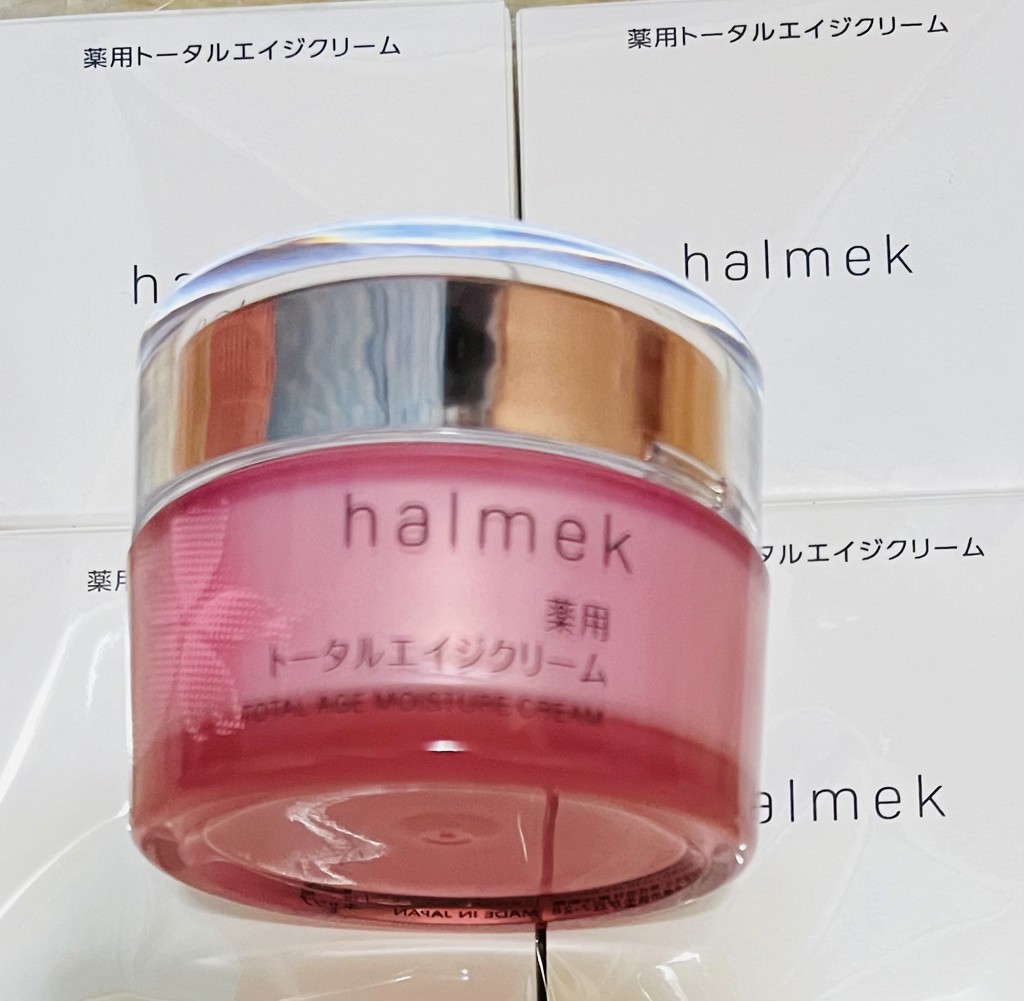 薬用トータルエイジクリーム
薬用トータルエイジクリーム
ha
halmek
halmek
薬用
トータルエイジクリーム
TOTAL AGE MOISTURE CREAM
薬用
タルエイジクリーム
almek
MADE IN JAPAN